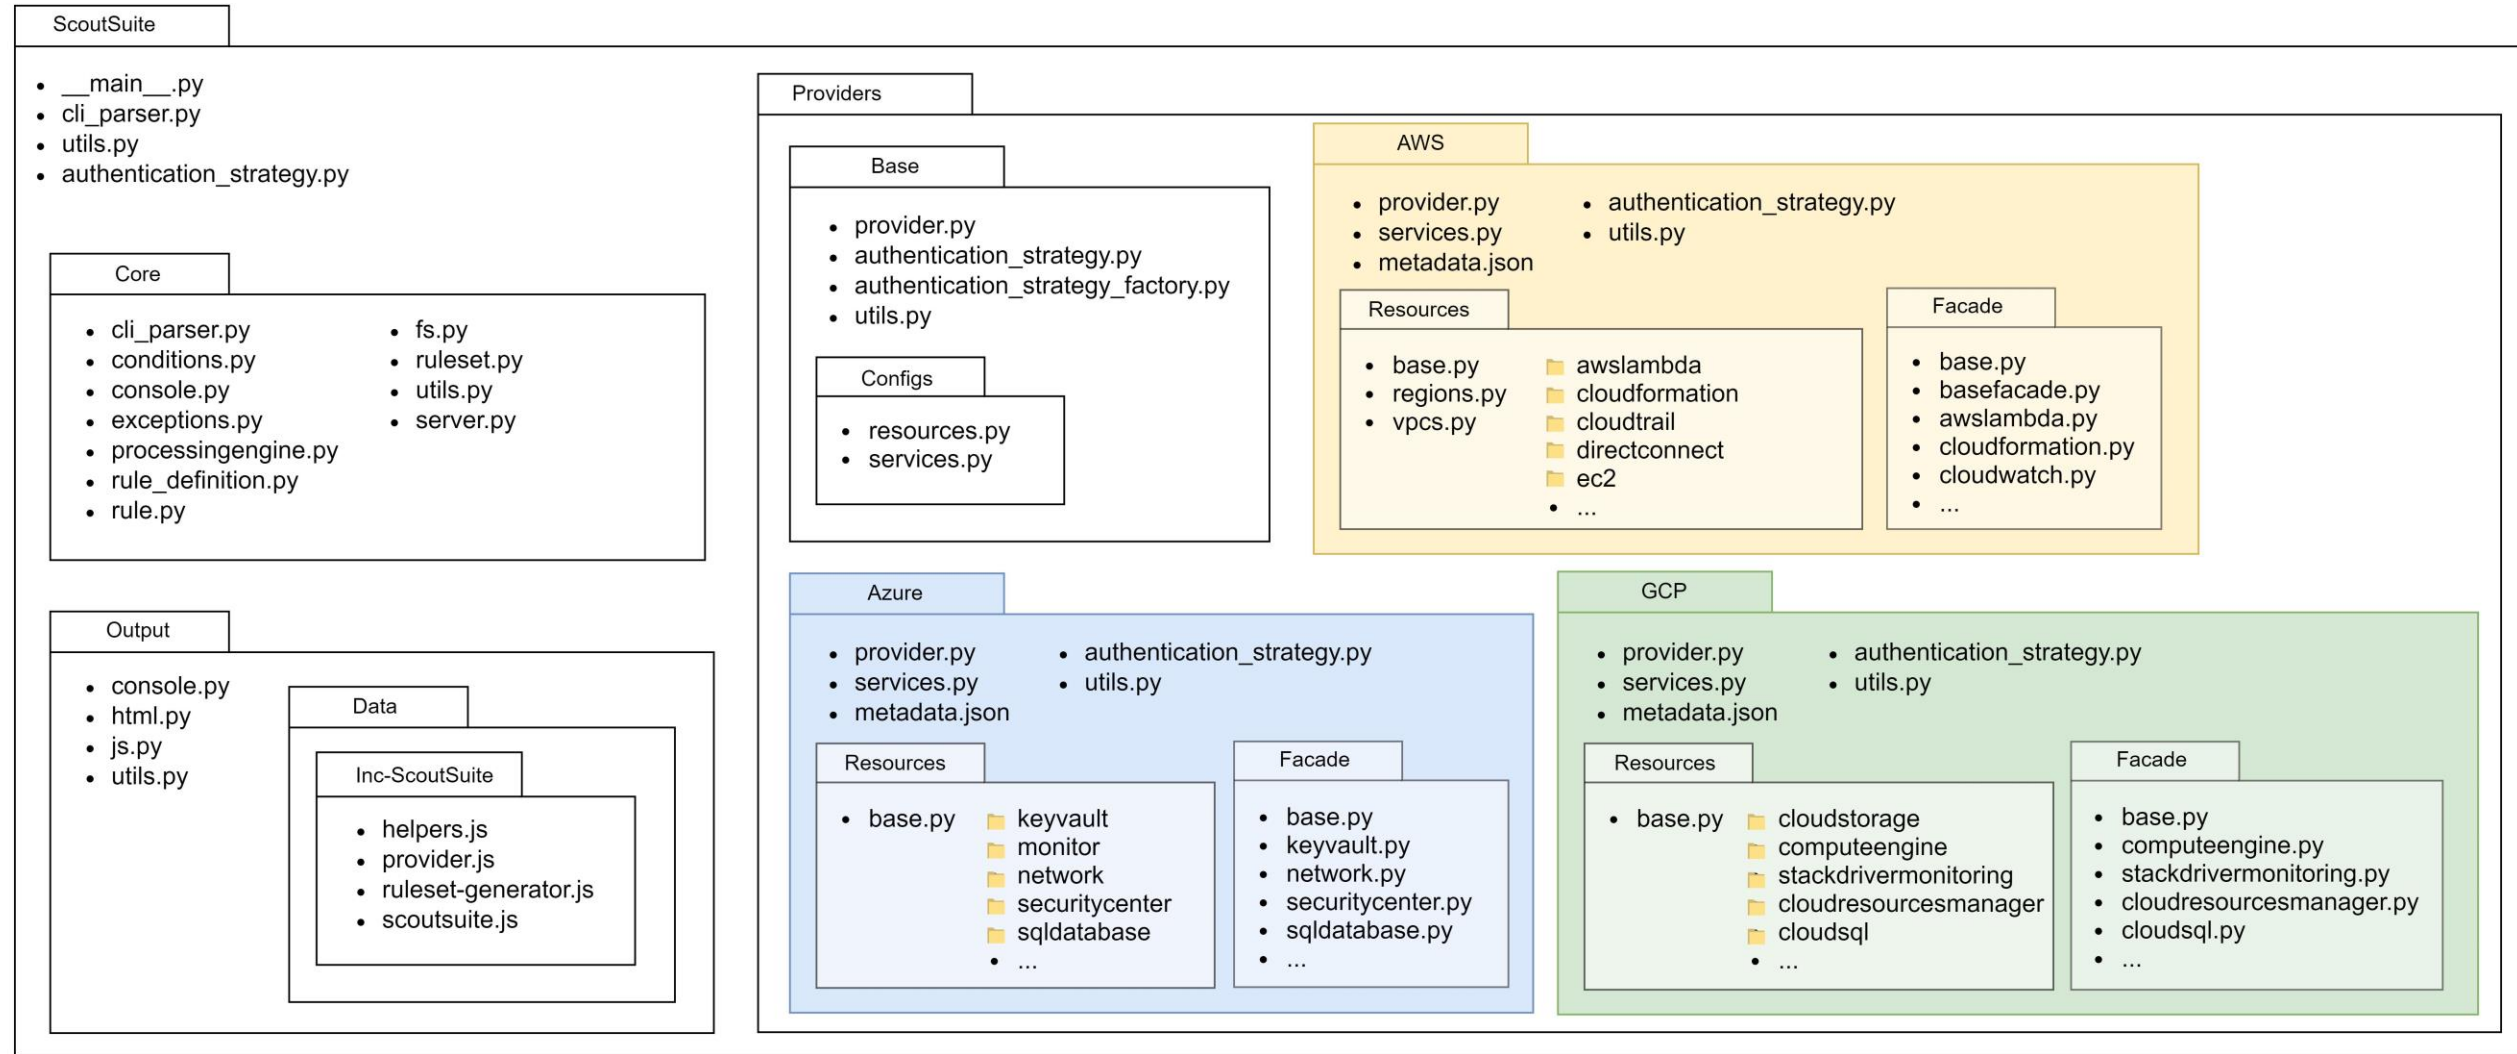 ScoutSuite
__main__.py
cli_parser.py
utils.py
authentication_strategy.py
Core
cli_parser.py
conditions.py
console.py
exceptions.py
processingengine.py
rule_definition.py
rule.py
fs.py
ruleset.py
utils.py
server.py
Output
console.py
html.py
js.py
utils.py
Data
Inc-ScoutSuite
helpers.js
provider.js
ruleset-generator.js
scoutsuite.js
Providers
Base
provider.py
authentication_strategy.py
authentication_strategy_factory.py
utils.py
Configs
resources.py
services.py
AWS
provider.py
services.py
metadata.json
authentication_strategy.py
utils.py
Resources
base.py
regions.py
vpcs.py
awslambda
cloudformation
cloudtrail
directconnect
ec2
...
Facade
base.py
basefacade.py
awslambda.py
cloudformation.py
cloudwatch.py
...
Azure
provider.py
services.py
metadata.json
authentication_strategy.py
utils.py
Resources
base.py
keyvault
monitor
network
securitycenter
sqldatabase
...
Facade
base.py
keyvault.py
network.py
securitycenter.py
sqldatabase.py
...
GCP
provider.py
services.py
metadata.json
authentication_strategy.py
utils.py
Resources
base.py
cloudstorage
computeengine
stackdrivermonitoring
cloudresourcesmanager
cloudsql
...
Facade
base.py
computeengine.py
stackdrivermonitoring.py
cloudresourcesmanager.py
cloudsql.py
...